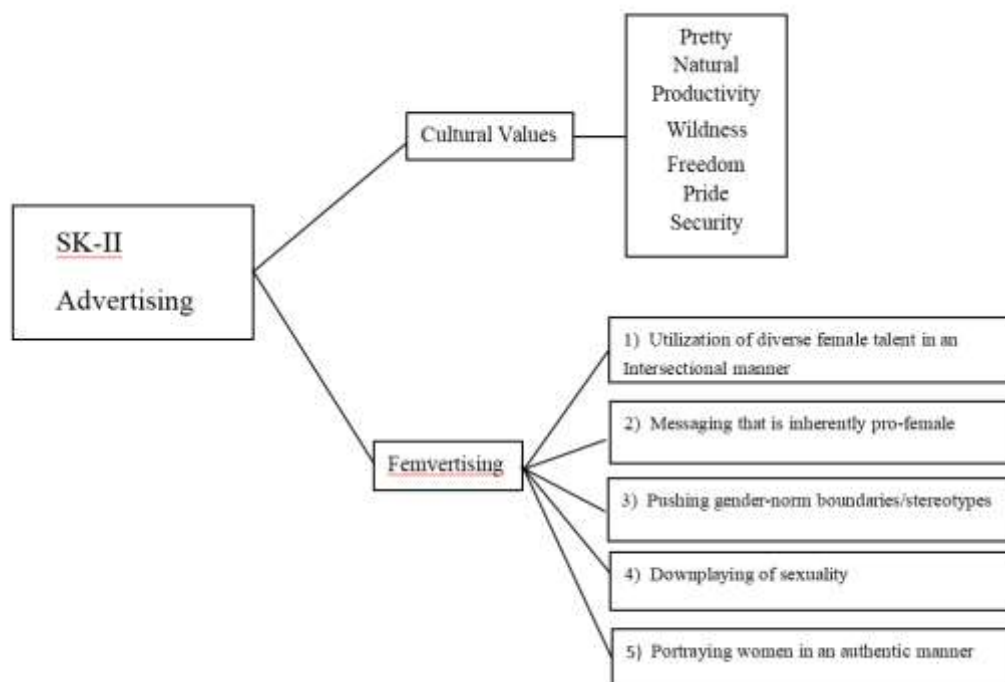 SK-II
Advertising
Cultural Values
Pretty
Natural
Productivity
Wildness
Freedom
Pride
Security
Femvertising
1) Utilization of diverse female talent in an
Intersectional manner
2) Messaging that is inherently pro-female
3) Pushing gender-norm boundaries/stereotypes
4) Downplaying of sexuality
5) Portraying women in an authentic manner